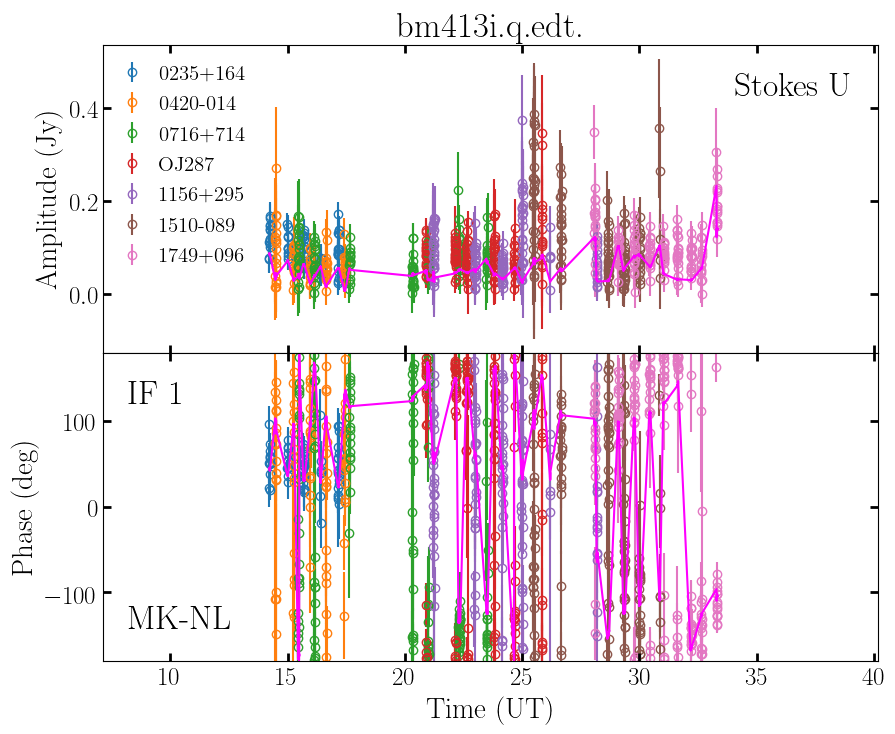 bm413i.q.edt.
Stokes U
0235+164
0420-014
0716+714
OJ287
1156+295
1510-089
1749+096
Amplitude (Jy)
0.4
0.2
0.0
IF 1
MK-NL
Phase (deg)
100
0
−100
10 15 20 25 30 35 40
Time (UT)